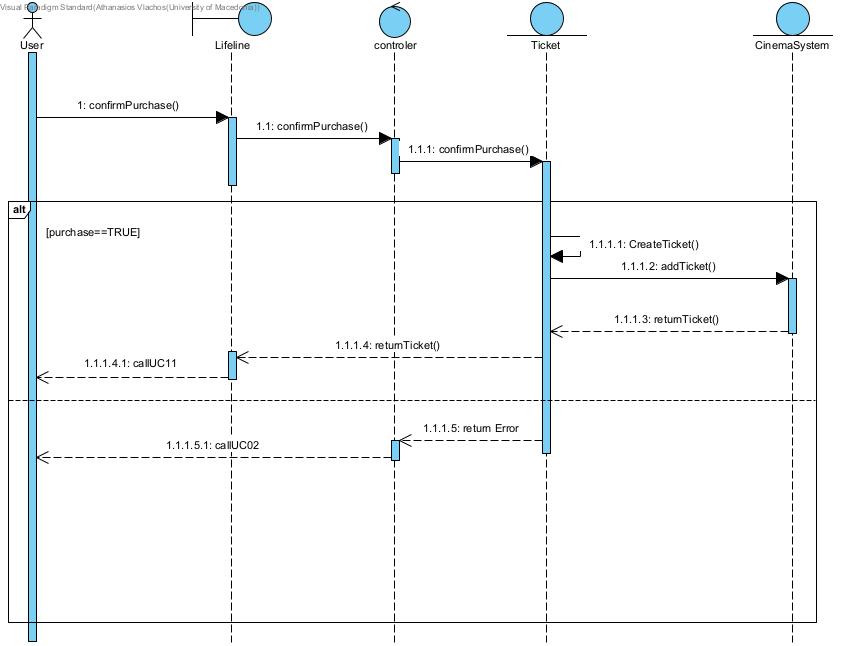 Visual Paradigm Standard(Athanasios Vlachos(University of Macedonia))
User
Lifeline
controler
Ticket
CinemaSystem
1: confirmPurchase()
1.1: confirmPurchase()
1.1.1: confirmPurchase()
alt
[purchase==TRUE]
1.1.1.1: CreateTicket()
1.1.1.2: addTicket()
1.1.1.3: returnTicket()
1.1.1.4: returnTicket()
1.1.1.4.1: callUC11
1.1.1.5: return Error
1.1.1.5.1: callUC02